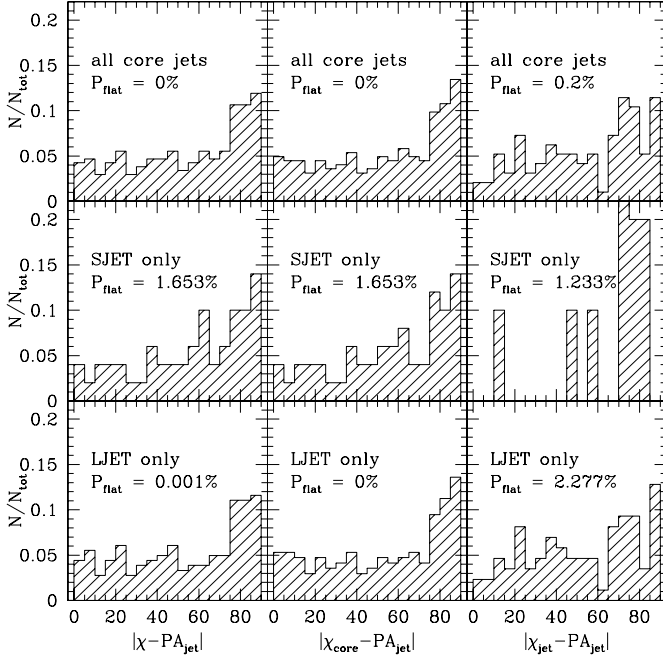 0.2
0.15
0.1
0.05
0
N/N_tot
all core jets
P_flat = 0%
all core jets
P_flat = 0%
all core jets
P_flat = 0.2%
0.2
0.15
0.1
0.05
0
N/N_tot
SJET only
P_flat = 1.653%
SJET only
P_flat = 1.653%
SJET only
P_flat = 1.233%
0.2
0.15
0.1
0.05
0
N/N_tot
LJET only
P_flat = 0.001%
LJET only
P_flat = 0%
LJET only
P_flat = 2.277%
0 20 40 60 80
0 20 40 60 80
0 20 40 60 80
|χ−PA_jet|
|χ_core−PA_jet|
|χ_jet−PA_jet|